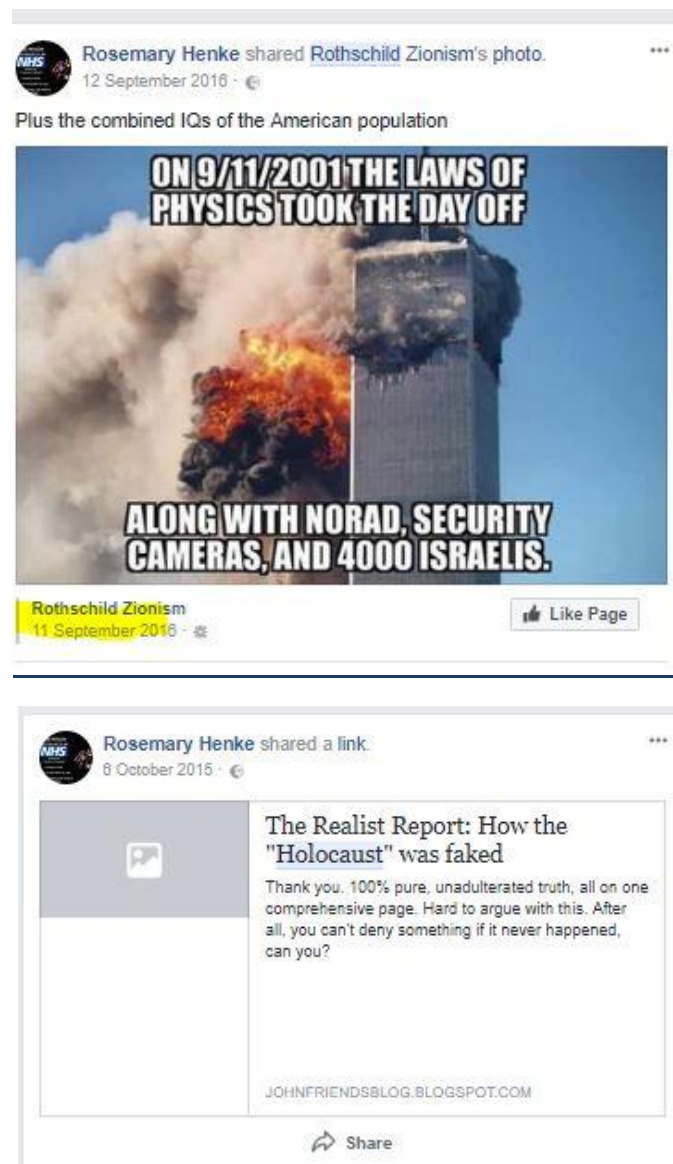 NHS
Rosemary Henke shared Rothschild Zionism's photo.
12 September 2016 ·
Plus the combined IQs of the American population
ON 9/11/2001 THE LAWS OF
PHYSICS TOOK THE DAY OFF
ALONG WITH NORAD, SECURITY
CAMERAS, AND 4000 ISRAELIS.
Rothschild Zionism
11 September 2016 ·
Like Page
NHS
Rosemary Henke shared a link.
6 October 2015 ·
The Realist Report: How the
"Holocaust" was faked
Thank you. 100% pure, unadulterated truth, all on one
comprehensive page. Hard to argue with this. After
all, you can't deny something if it never happened,
can you?
JOHNFRIENDSBLOG.BLOGSPOT.COM
Share